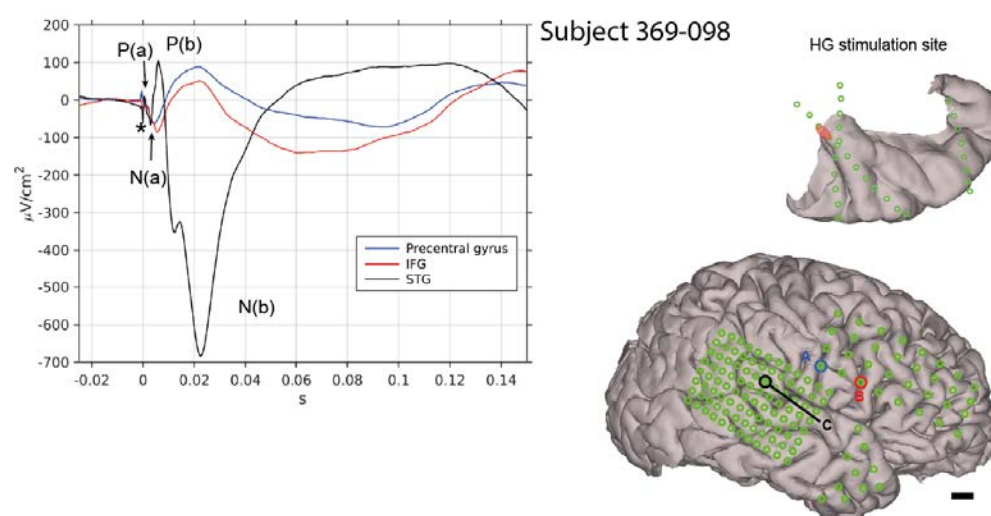 Subject 369-098
HG stimulation site
200
100
0
-100
-200
-300
-400
-500
-600
-700
µV/cm²
P(a)
P(b)
*
N(a)
N(b)
Precentral gyrus
IFG
STG
-0.02
0
0.02
0.04
0.06
0.08
0.1
0.12
0.14
s
A
B
C